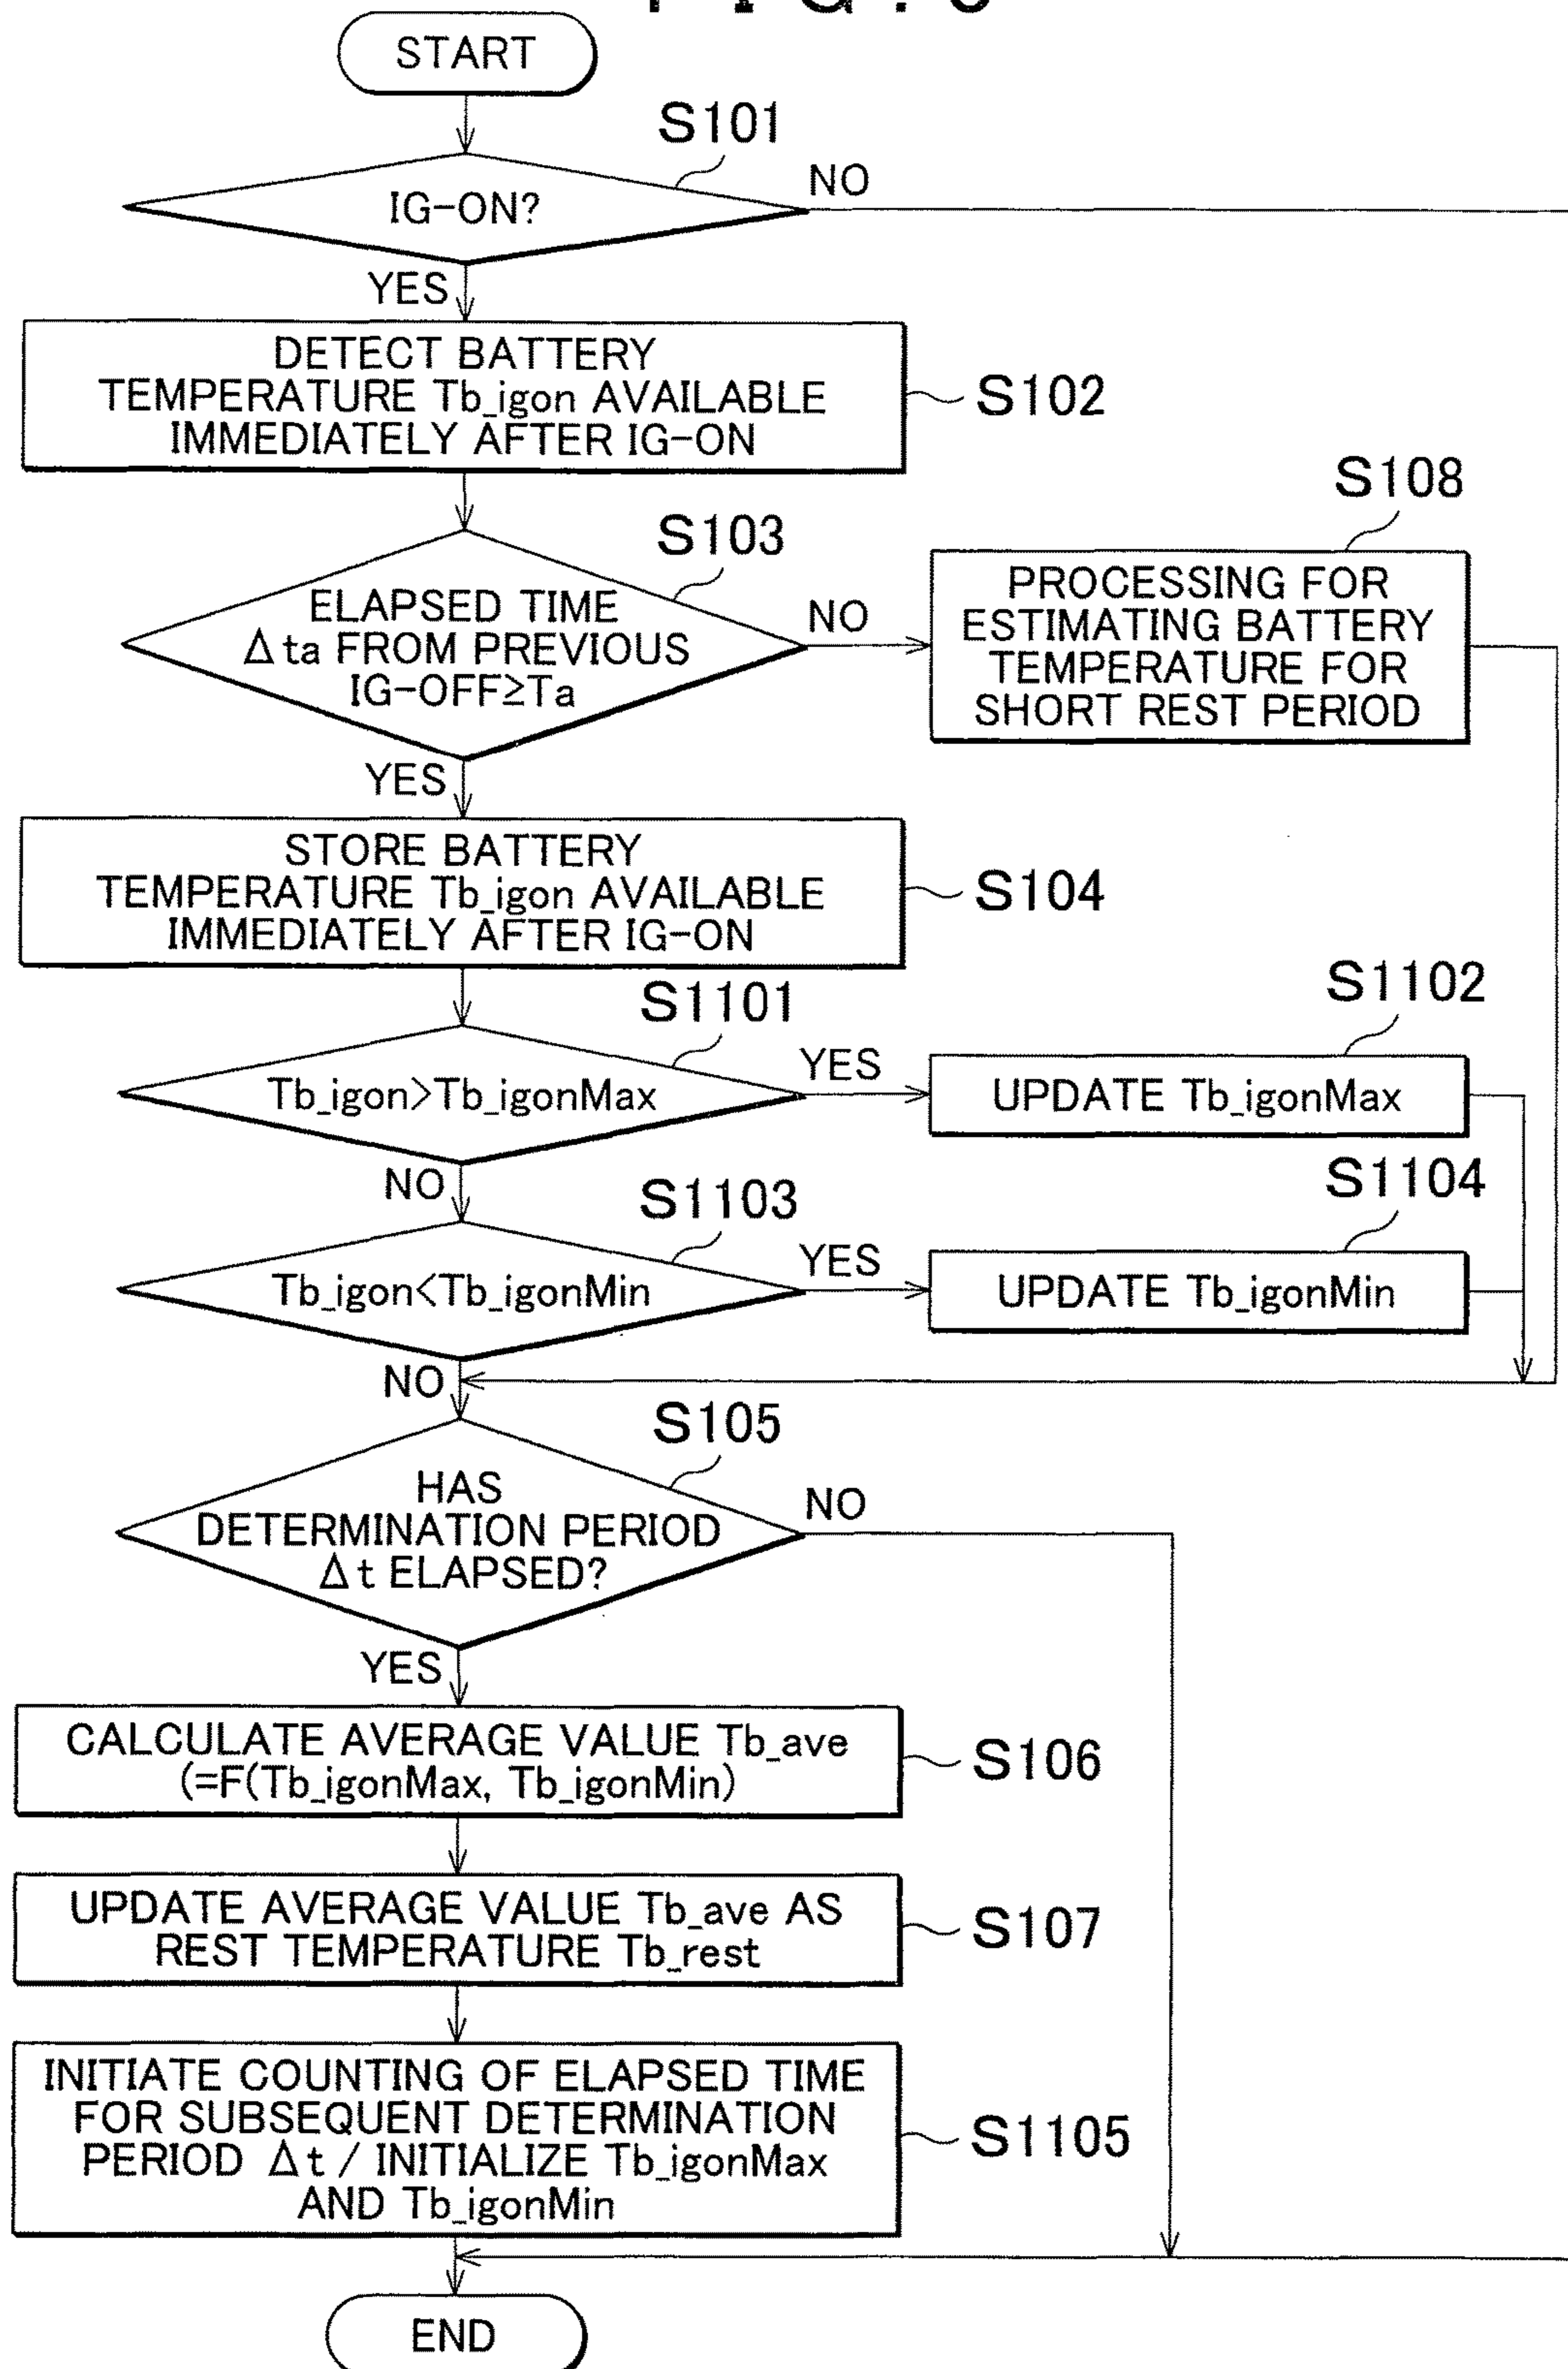 START
S101
IG-ON?
NO
YES
DETECT BATTERY
TEMPERATURE Tb_igon AVAILABLE
IMMEDIATELY AFTER IG-ON
S102
S103
ELAPSED TIME
Δta FROM PREVIOUS
IG-OFF≥Ta
NO
S108
PROCESSING FOR
ESTIMATING BATTERY
TEMPERATURE FOR
SHORT REST PERIOD
YES
STORE BATTERY
TEMPERATURE Tb_igon AVAILABLE
IMMEDIATELY AFTER IG-ON
S104
S1101
Tb_igon>Tb_igonMax
YES
S1102
UPDATE Tb_igonMax
NO
S1103
Tb_igon<Tb_igonMin
YES
S1104
UPDATE Tb_igonMin
NO
S105
HAS
DETERMINATION PERIOD
Δt ELAPSED?
NO
YES
CALCULATE AVERAGE VALUE Tb_ave
(=F(Tb_igonMax, Tb_igonMin)
S106
UPDATE AVERAGE VALUE Tb_ave AS
REST TEMPERATURE Tb_rest
S107
INITIATE COUNTING OF ELAPSED TIME
FOR SUBSEQUENT DETERMINATION
PERIOD Δt / INITIALIZE Tb_igonMax
AND Tb_igonMin
S1105
END